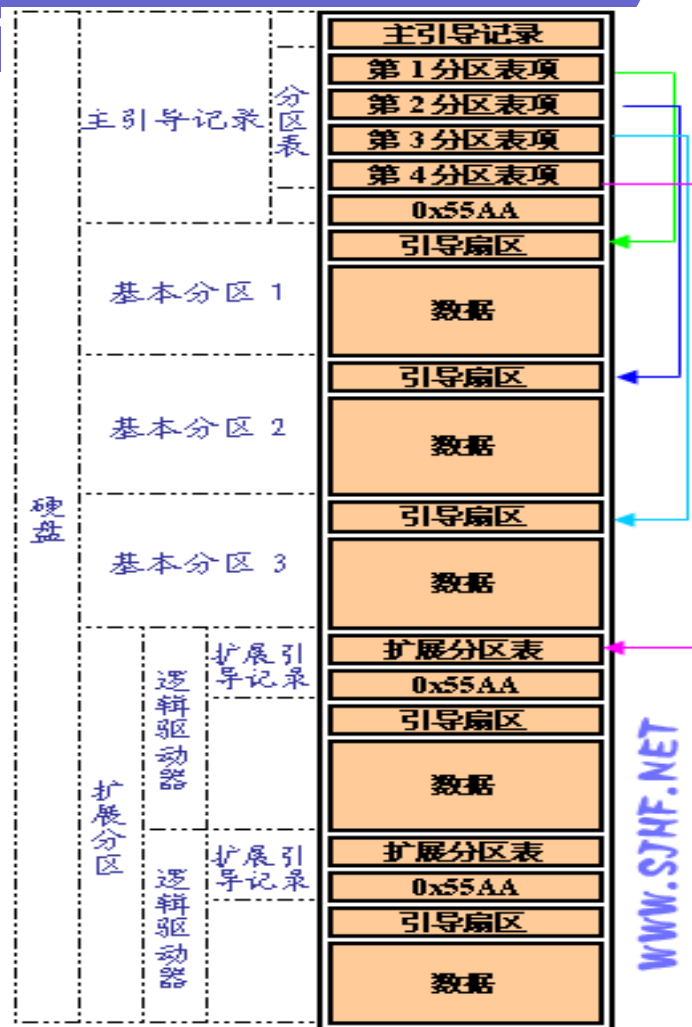 主引导记录
第 1 分区表项
第 2 分区表项
第 3 分区表项
第 4 分区表项
0x55AA
引导扇区
数据
引导扇区
数据
引导扇区
数据
扩展分区表
0x55AA
引导扇区
数据
扩展分区表
0x55AA
引导扇区
数据
硬盘
主引导记录
分区表
基本分区 1
基本分区 2
基本分区 3
扩展分区
逻辑驱动器
扩展引
导记录
逻辑驱动器
扩展引
导记录
WWW.SJHF.NET